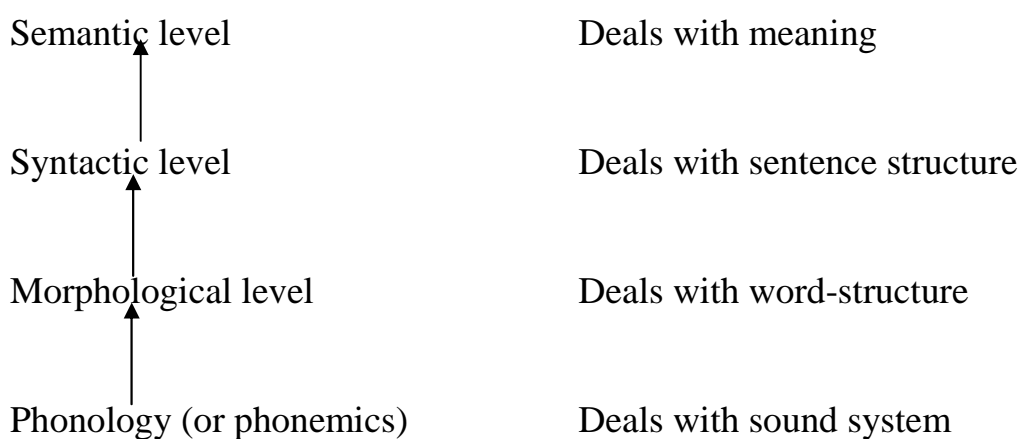 Semantic level Deals with meaning
Syntactic level Deals with sentence structure
Morphological level Deals with word-structure
Phonology (or phonemics) Deals with sound system